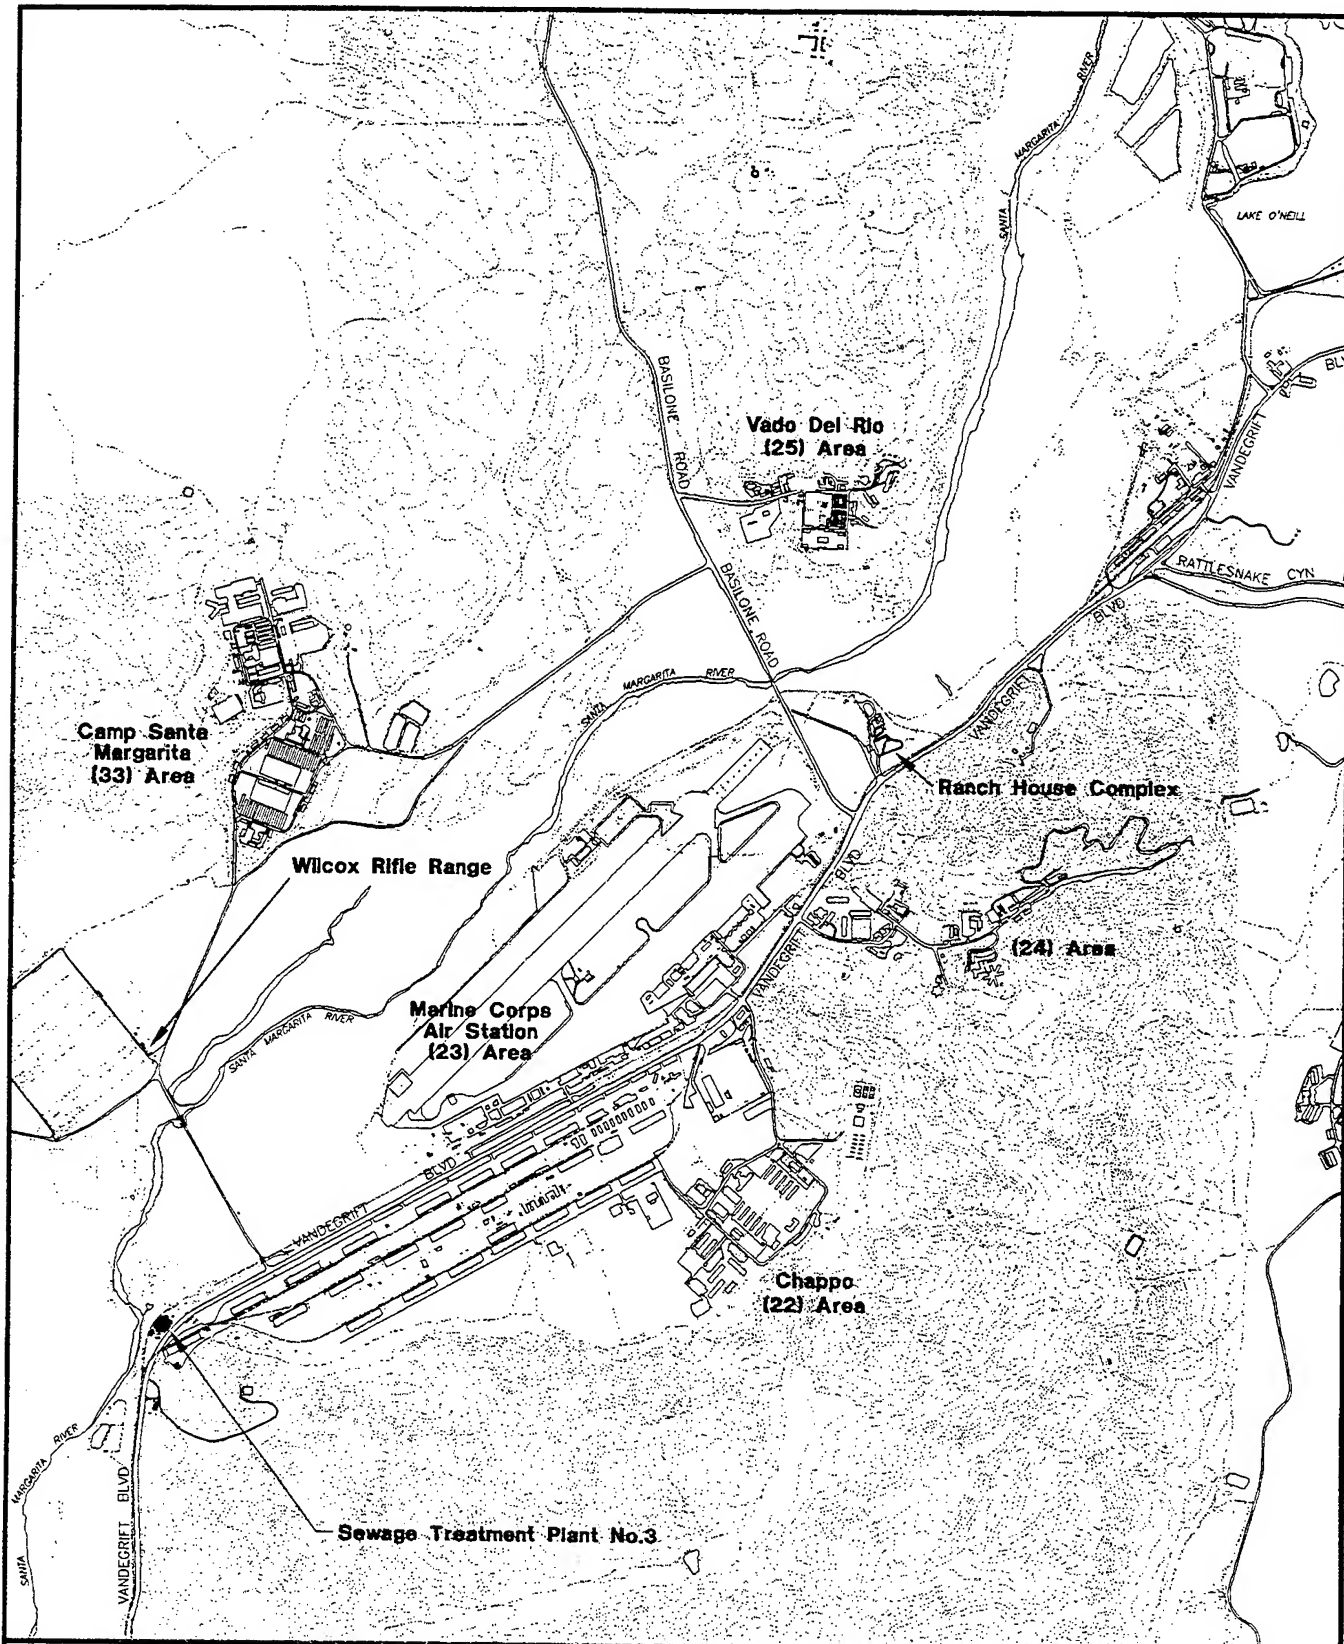 RIVER
MARGARITA
SANTA
LAKE O'NEILL
BASILONE
ROAD
Vado Del Rio
(25) Area
VANDEGRIFT
BL
RATTLESNAKE CYN
BLVD
BASILONE ROAD
SANTA
MARGARITA
RIVER
VANDEGRIFT
Camp Santa
Margarita
(33) Area
Ranch House Complex
Wilcox Rifle Range
BLVD
VANDEGRIFT
(24) Area
Marine Corps
Air Station
(23) Area
SANTA MARGARITA RIVER
BLVD
VANDEGRIFT
Chappo
(22) Area
RIVER
MARGARITA
SANTA
VANDEGRIFT BLVD
Sewage Treatment Plant No.3